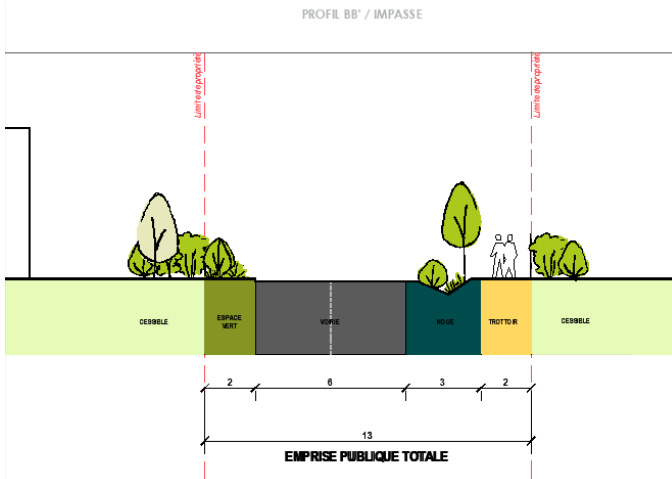 PROFIL BB' / IMPASSE
Limite de propriété
Limite de propriété
CESSIBLE
ESPACE
VERT
VOIRIE
NOUE
TROTTOIR
CESSIBLE
2
6
3
2
13
EMPRISE PUBLIQUE TOTALE